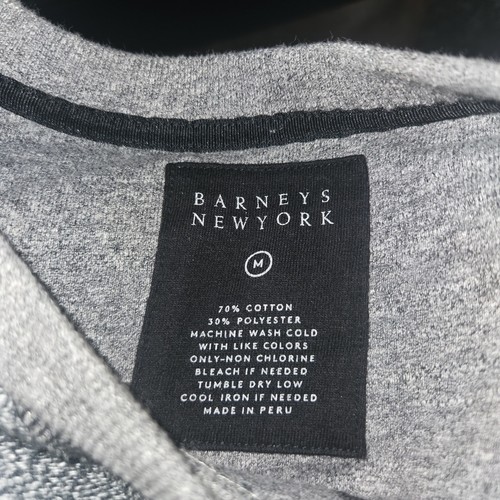 BARNEYS
NEWYORK
M
70% COTTON
30% POLYESTER
MACHINE WASH COLD
WITH LIKE COLORS
ONLY-NON CHLORINE
BLEACH IF NEEDED
TUMBLE DRY LOW
COOL IRON IF NEEDED
MADE IN PERU